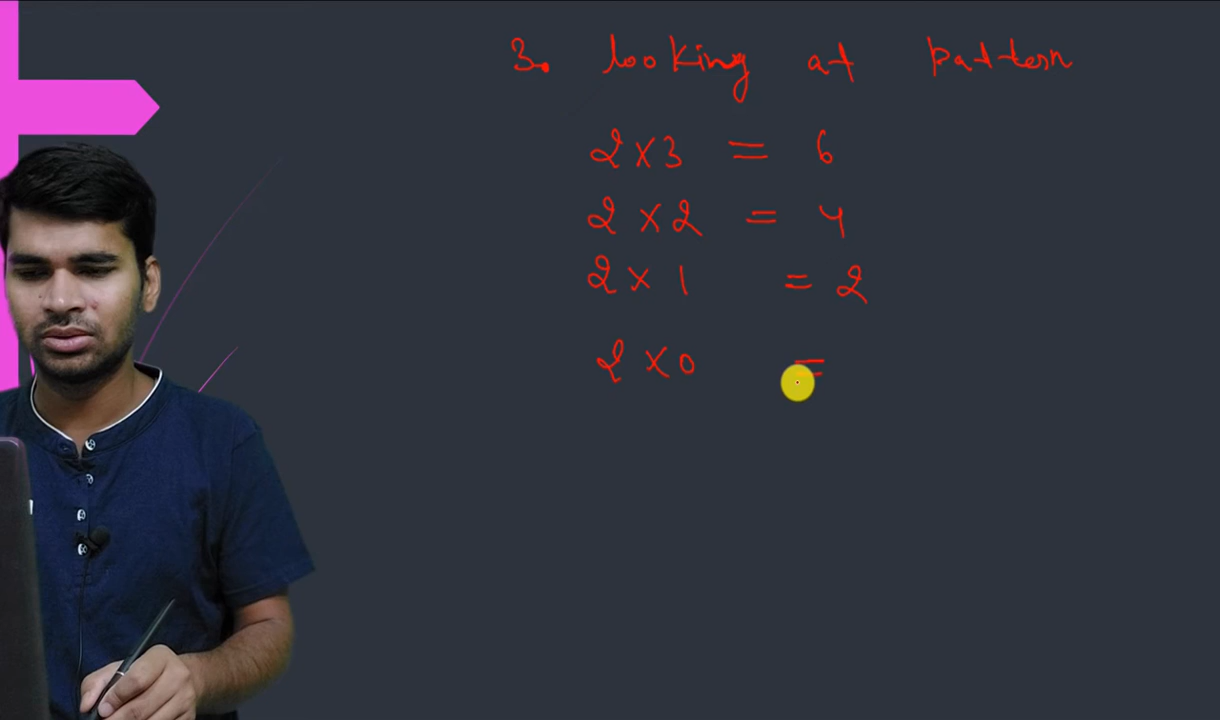 3. looking at pattern
2 × 3 = 6
2 × 2 = 4
2 × 1 = 2
2 × 0 =